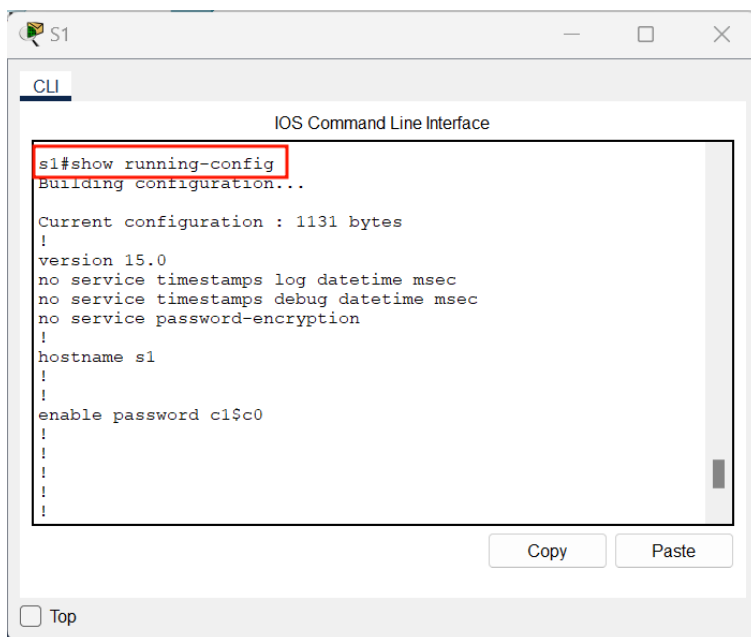 S1
CLI
IOS Command Line Interface
s1#show running-config
Building configuration...
Current configuration : 1131 bytes
!
version 15.0
no service timestamps log datetime msec
no service timestamps debug datetime msec
no service password-encryption
!
hostname s1
!
!
enable password c1$c0
!
!
!
!
!
Copy
Paste
Top